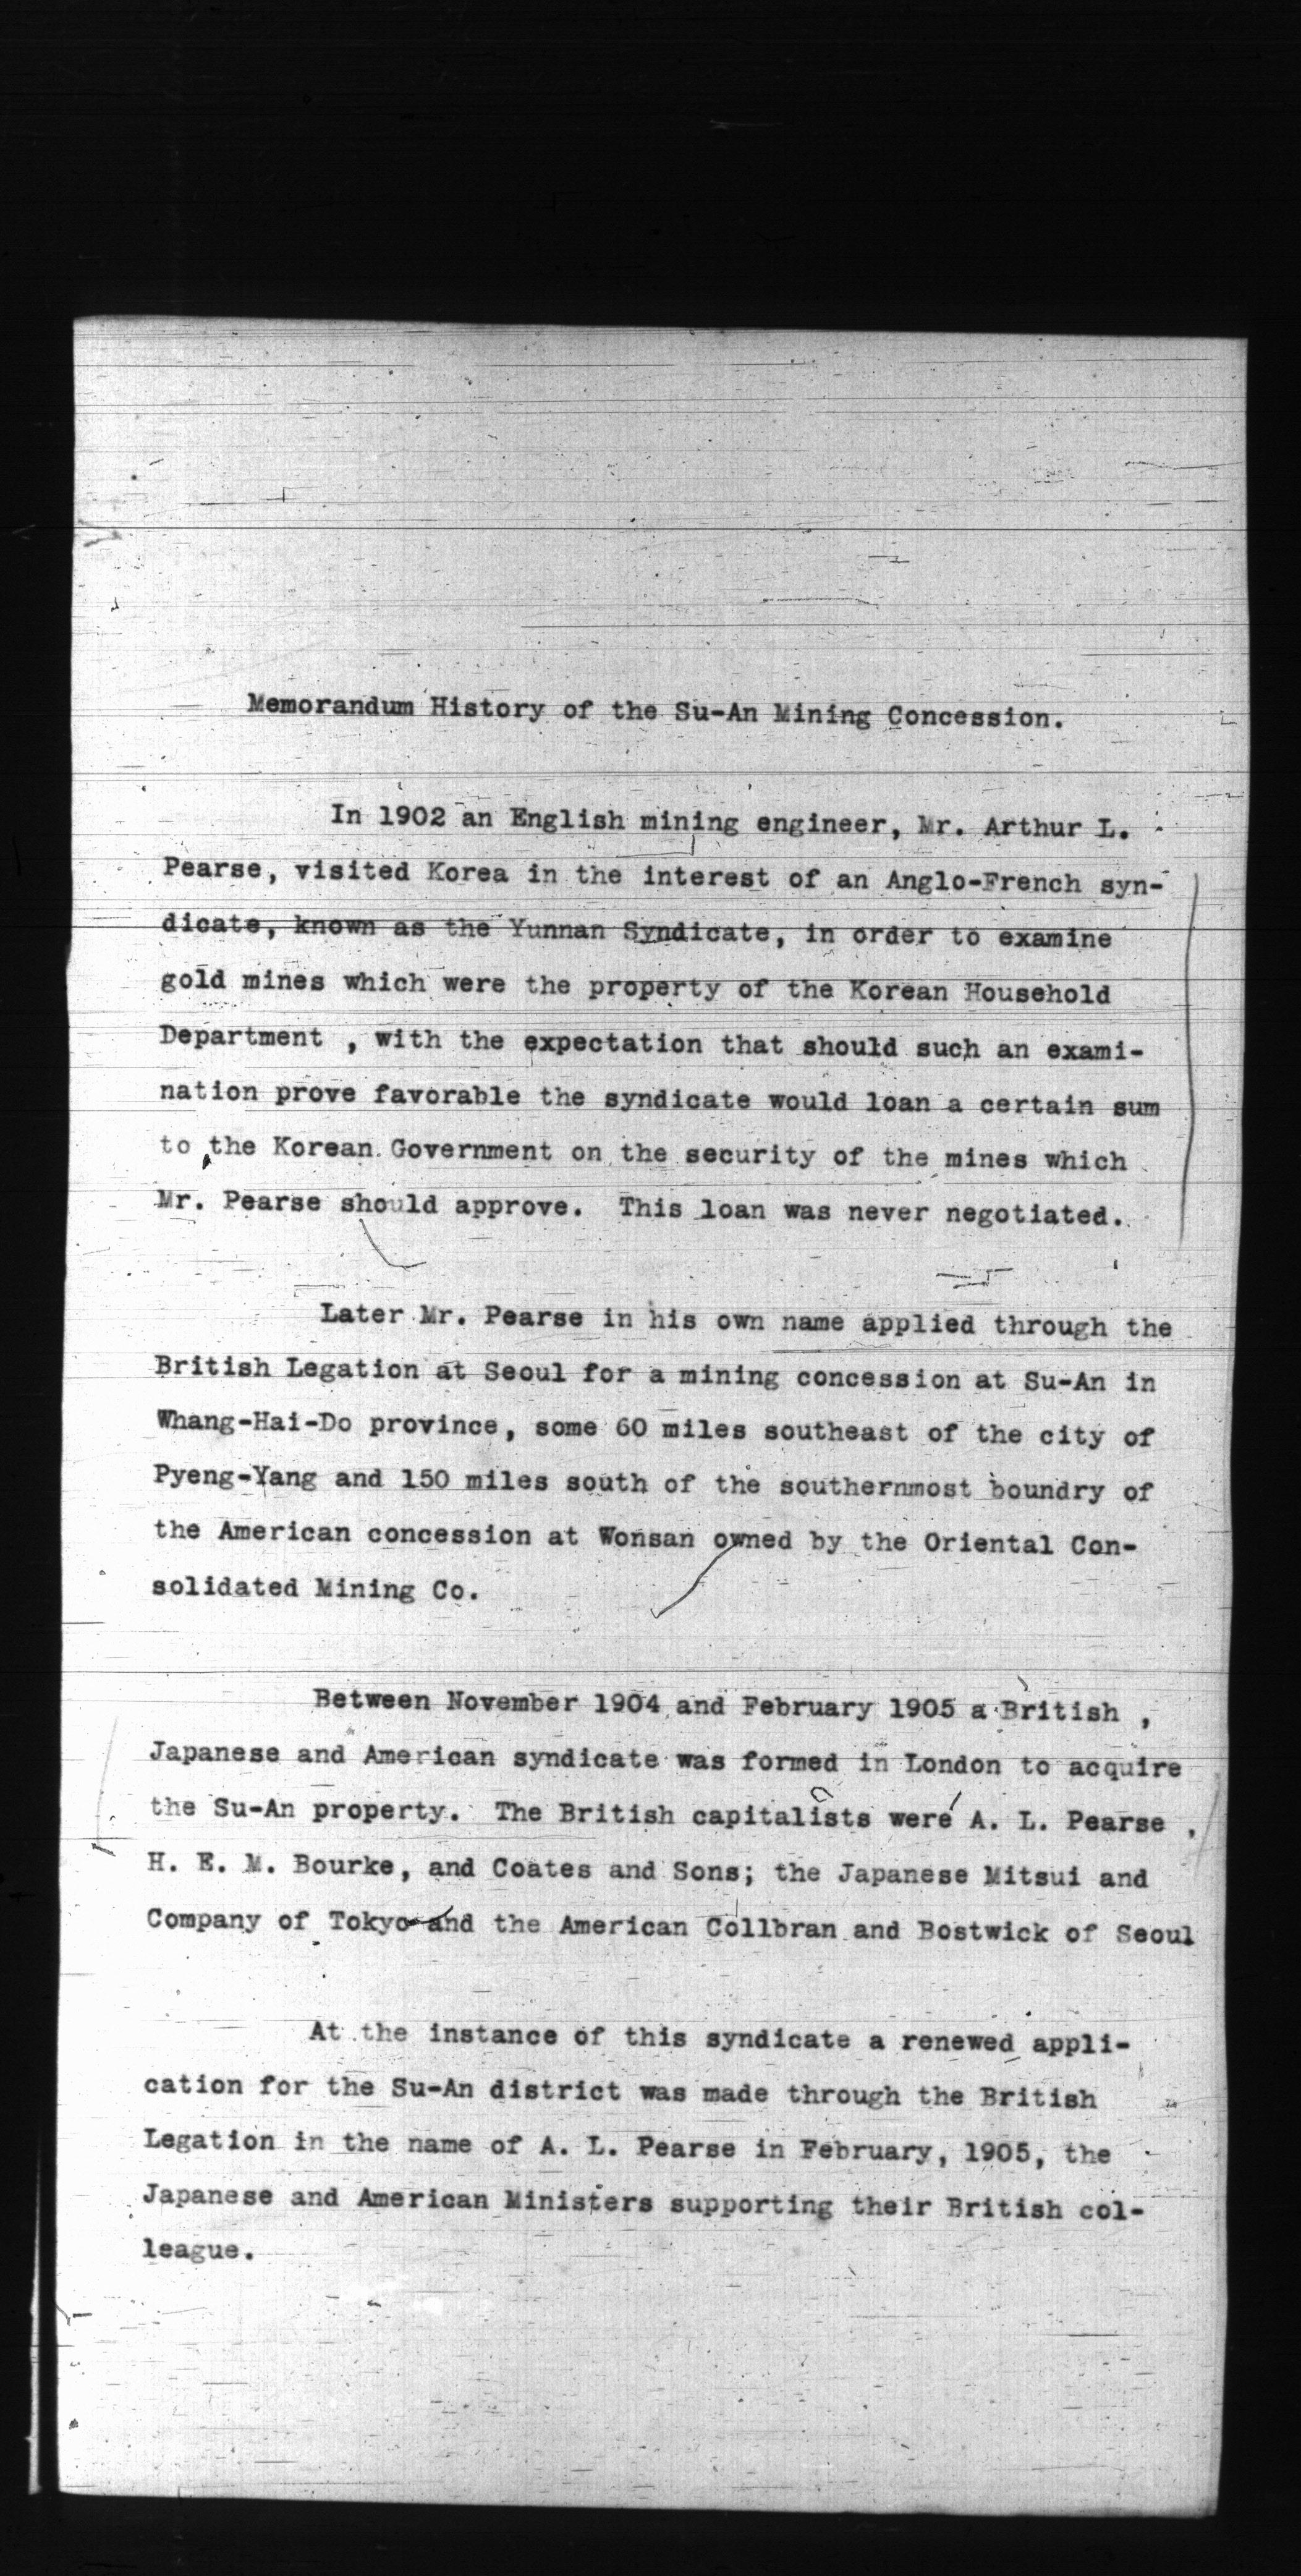 Memorandum History of the Su-An Mining Concession.
In 1902 an English mining engineer, Mr. Arthur L.
Pearse, visited Korea in the interest of an Anglo-French syn-
dicate, known as the Yunnan Syndicate, in order to examine
gold mines which were the property of the Korean Household
Department , with the expectation that should such an exami-
nation prove favorable the syndicate would loan a certain sum
to the Korean Government on the security of the mines which
Mr. Pearse should approve. This loan was never negotiated.
Later Mr. Pearse in his own name applied through the
British Legation at Seoul for a mining concession at Su-An in
Whang-Hai-Do province, some 60 miles southeast of the city of
Pyeng-Yang and 150 miles south of the southernmost boundry of
the American concession at Wonsan owned by the Oriental Con-
solidated Mining Co.
Between November 1904 and February 1905 a British ,
Japanese and American syndicate was formed in London to acquire
the Su-An property. The British capitalists were A. L. Pearse ,
H. E. M. Bourke, and Coates and Sons; the Japanese Mitsui and
Company of Tokyo and the American Collbran and Bostwick of Seoul
At the instance of this syndicate a renewed appli-
cation for the Su-An district was made through the British
Legation in the name of A. L. Pearse in February, 1905, the
Japanese and American Ministers supporting their British col-
league.